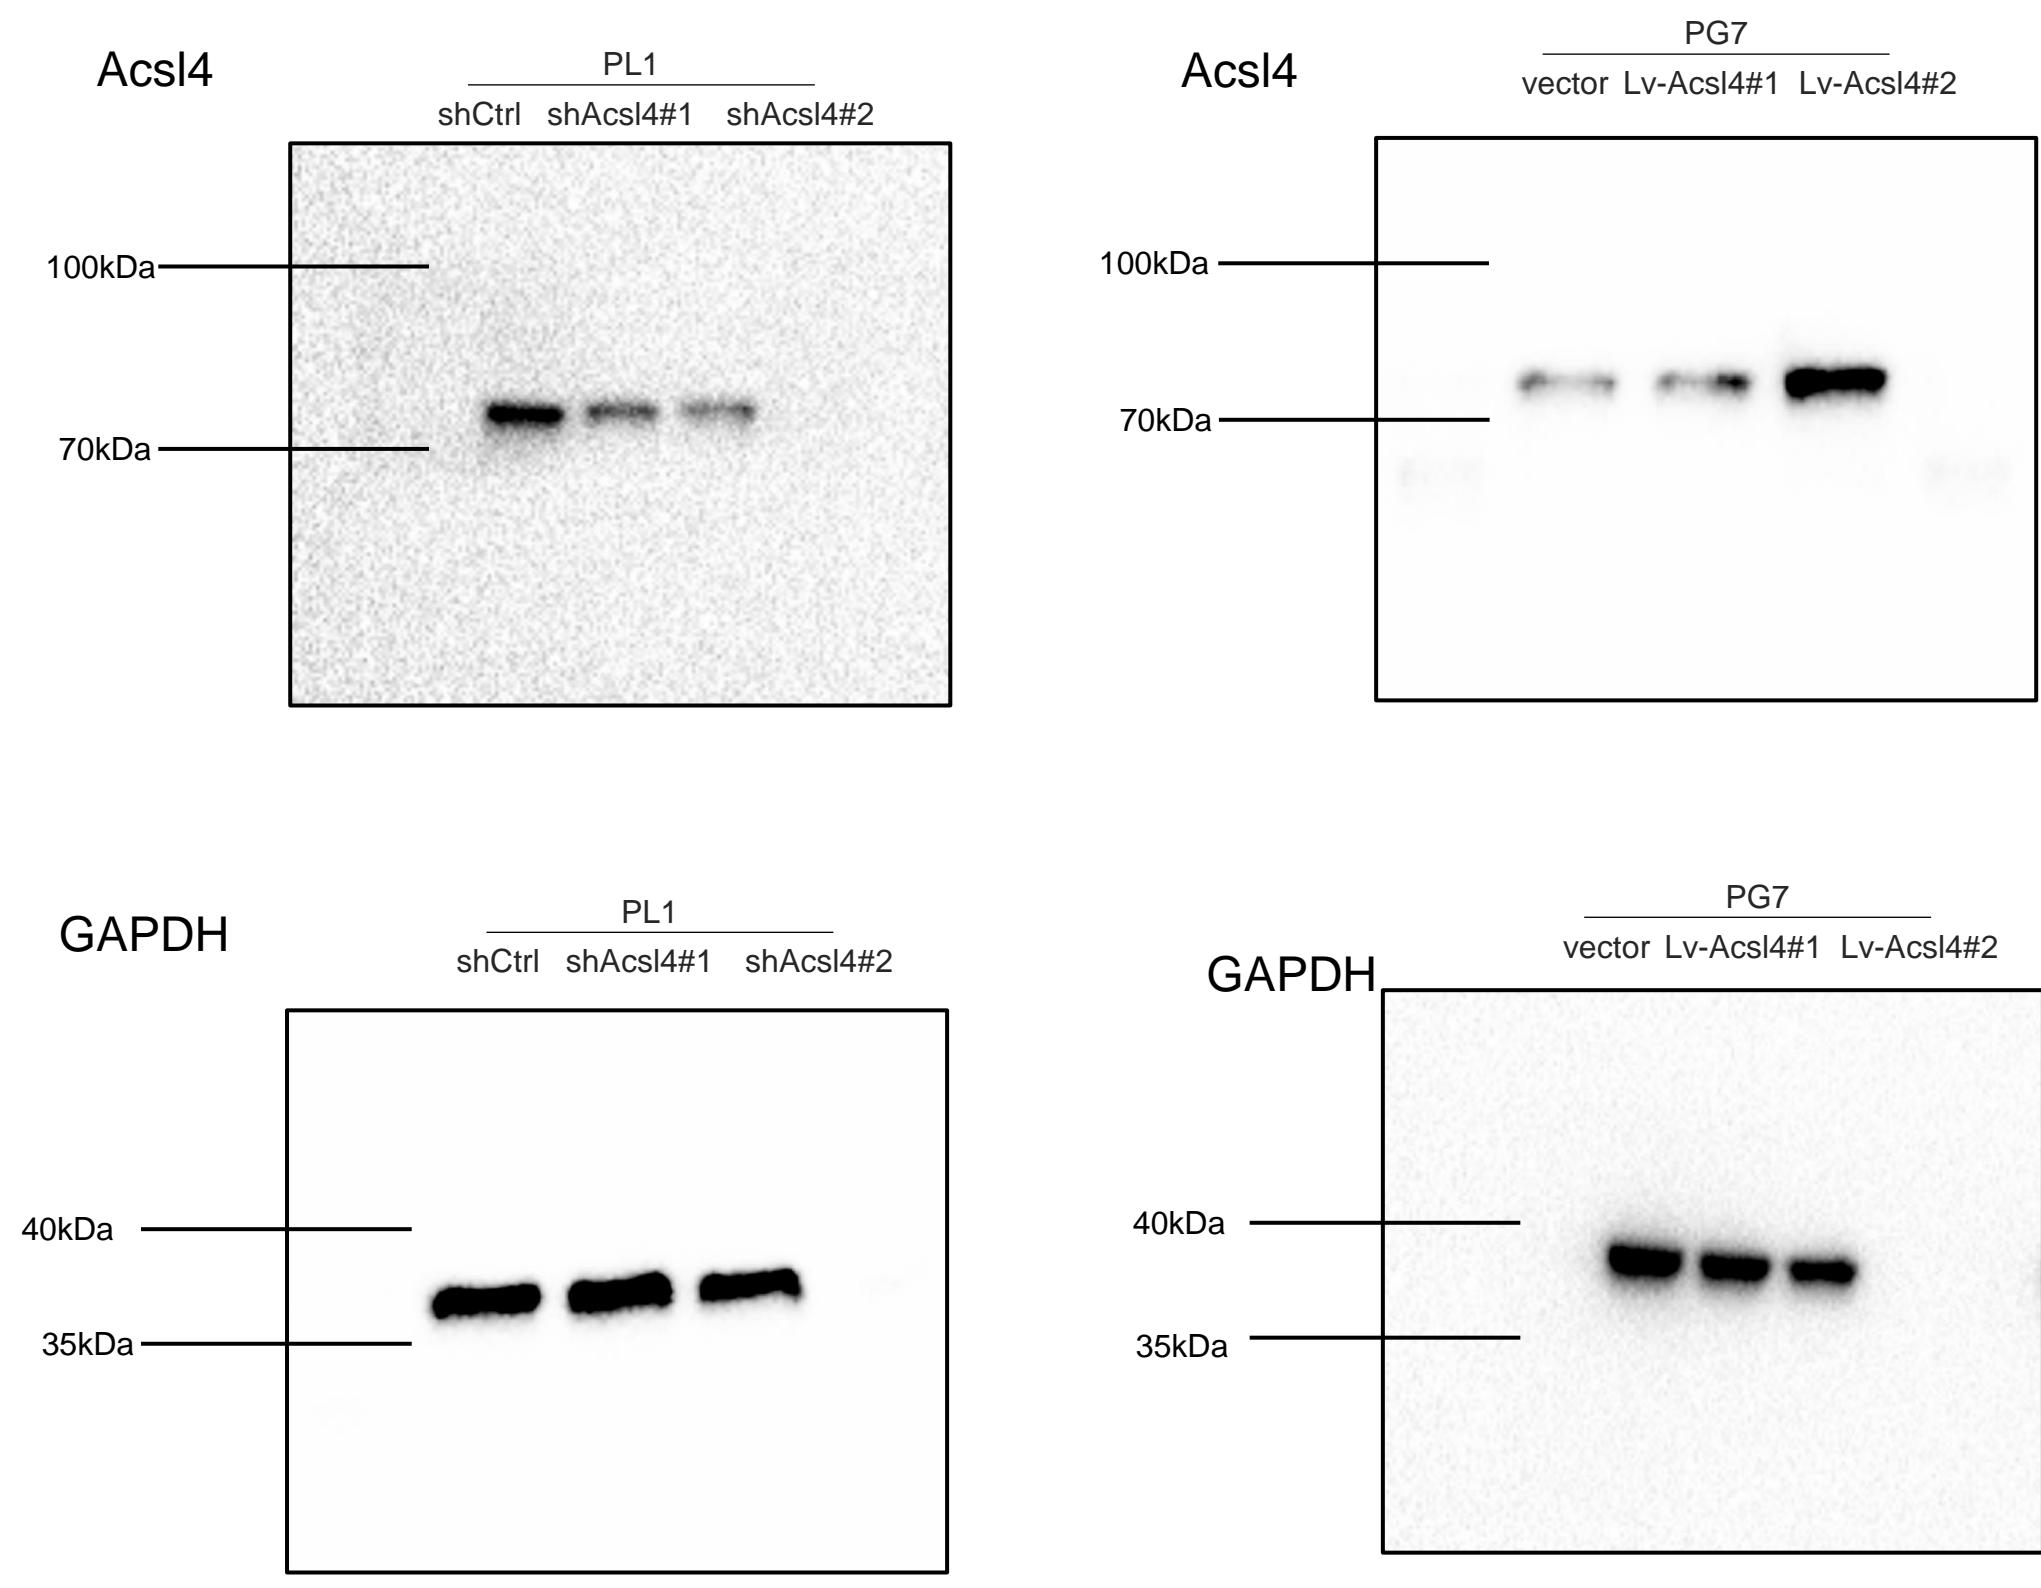 Acsl4
PL1
shCtrl shAcsl4#1 shAcsl4#2
100kDa
70kDa
Acsl4
PG7
vector Lv-Acsl4#1 Lv-Acsl4#2
100kDa
70kDa
GAPDH
PL1
shCtrl shAcsl4#1 shAcsl4#2
40kDa
35kDa
GAPDH
PG7
vector Lv-Acsl4#1 Lv-Acsl4#2
40kDa
35kDa